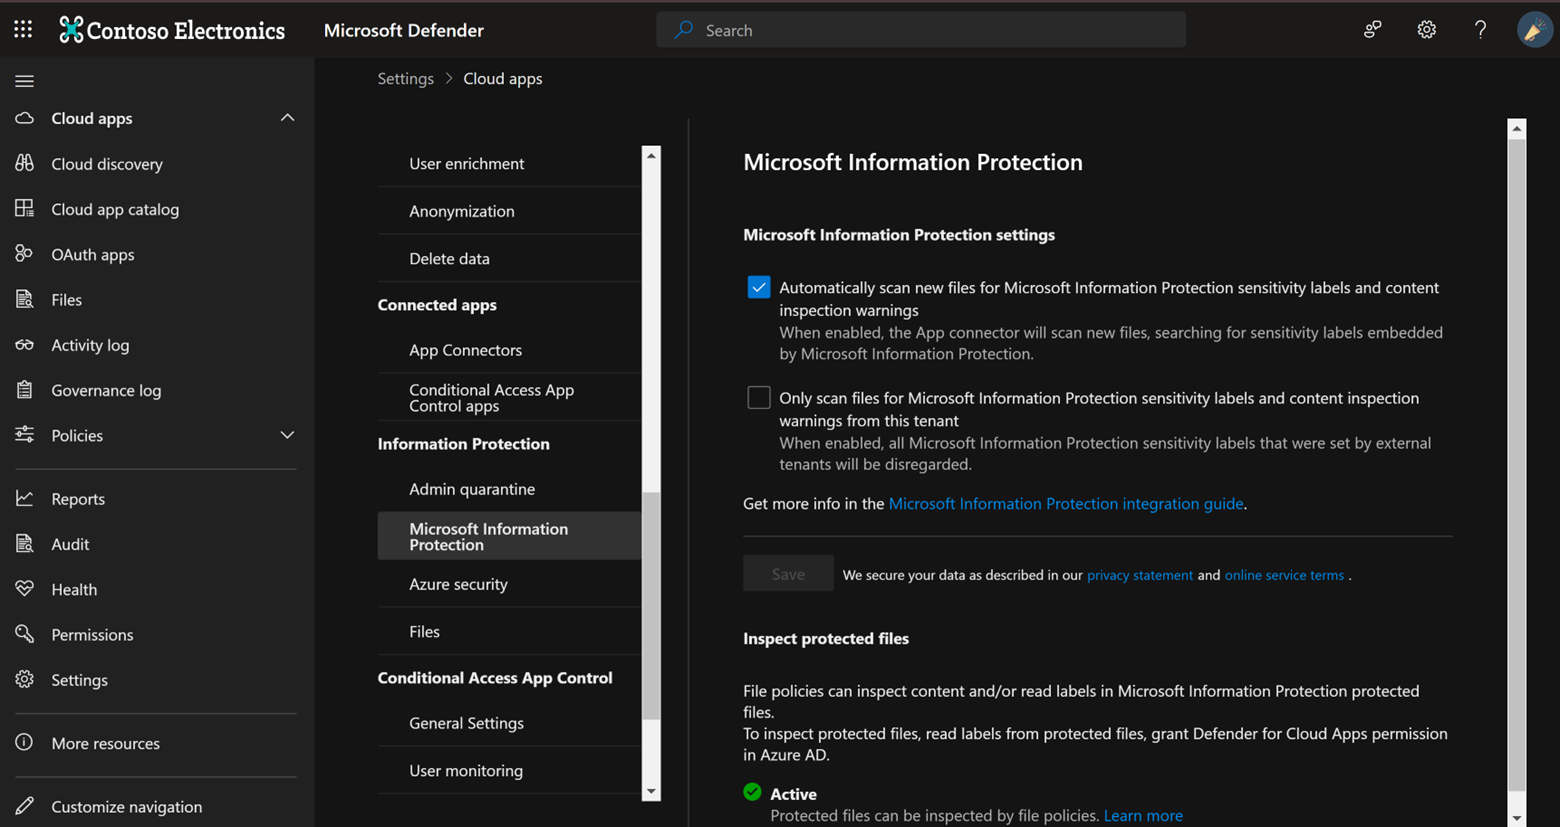 Contoso Electronics
Microsoft Defender
Search
Settings > Cloud apps
Cloud apps
Cloud discovery
Cloud app catalog
OAuth apps
Files
Activity log
Governance log
Policies
Reports
Audit
Health
Permissions
Settings
More resources
Customize navigation
User enrichment
Anonymization
Delete data
Connected apps
App Connectors
Conditional Access App
Control apps
Information Protection
Admin quarantine
Microsoft Information
Protection
Azure security
Files
Conditional Access App Control
General Settings
User monitoring
Microsoft Information Protection
Microsoft Information Protection settings
Automatically scan new files for Microsoft Information Protection sensitivity labels and content
inspection warnings
When enabled, the App connector will scan new files, searching for sensitivity labels embedded
by Microsoft Information Protection.
Only scan files for Microsoft Information Protection sensitivity labels and content inspection
warnings from this tenant
When enabled, all Microsoft Information Protection sensitivity labels that were set by external
tenants will be disregarded.
Get more info in the Microsoft Information Protection integration guide.
Save
We secure your data as described in our privacy statement and online service terms .
Inspect protected files
File policies can inspect content and/or read labels in Microsoft Information Protection protected
files.
To inspect protected files, read labels from protected files, grant Defender for Cloud Apps permission
in Azure AD.
Active
Protected files can be inspected by file policies. Learn more